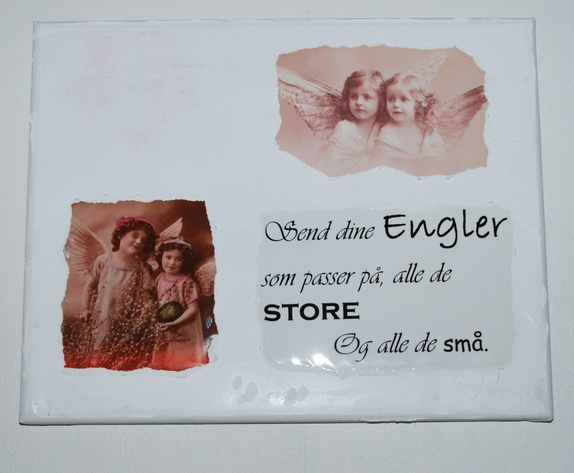 Send dine Engler
som passer på, alle de
STORE
Og alle de små.